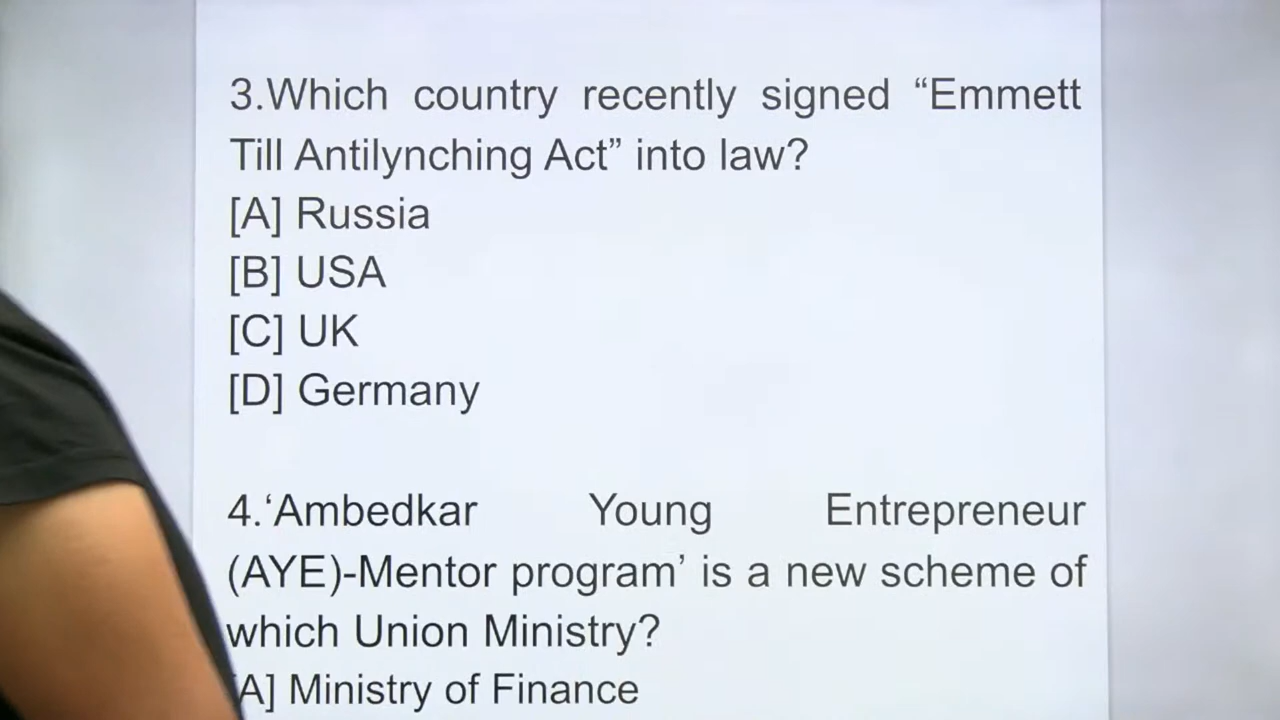 3.Which country recently signed “Emmett
Till Antilynching Act” into law?
[A] Russia
[B] USA
[C] UK
[D] Germany
4.‘Ambedkar Young Entrepreneur
(AYE)-Mentor program’ is a new scheme of
which Union Ministry?
A] Ministry of Finance